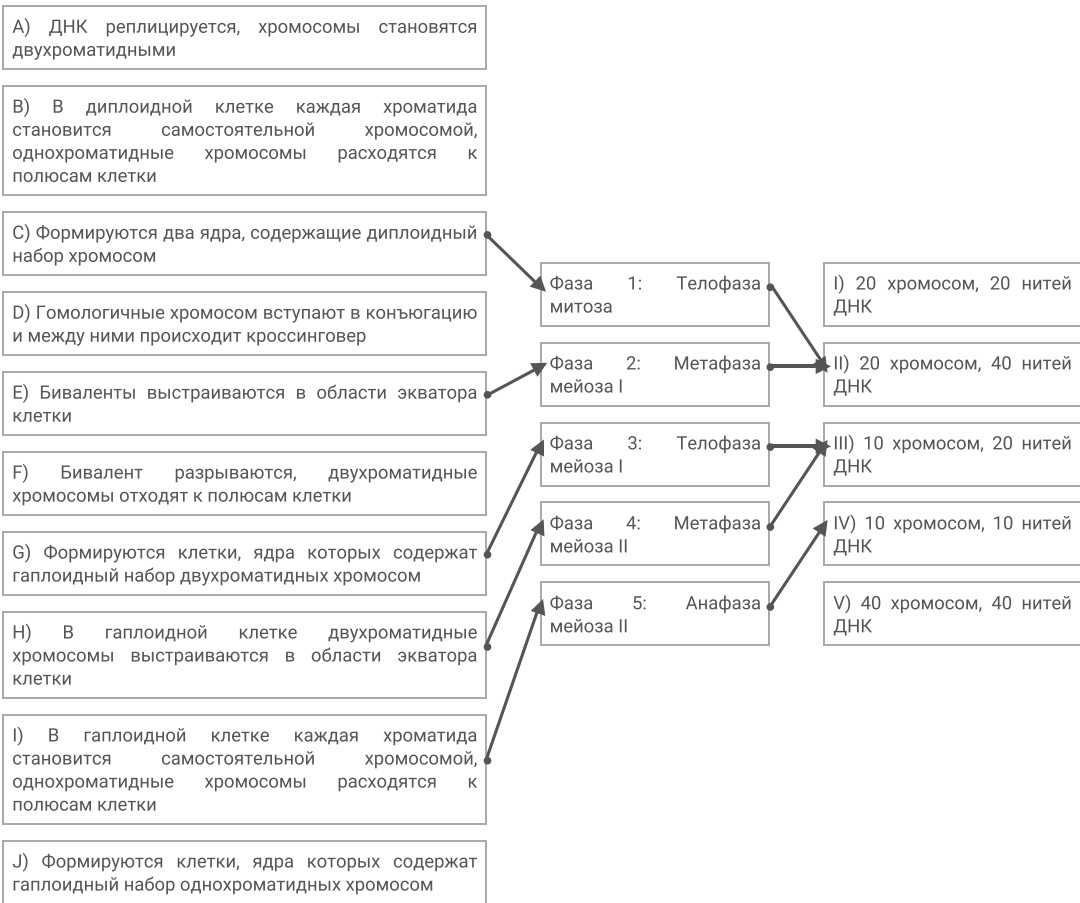 A) ДНК реплицируется, хромосомы становятся
двухроматидными
B) В диплоидной клетке каждая хроматида
становится самостоятельной хромосомой,
однохроматидные хромосомы расходятся к
полюсам клетки
C) Формируются два ядра, содержащие диплоидный
набор хромосом
D) Гомологичные хромосом вступают в конъюгацию
и между ними происходит кроссинговер
E) Биваленты выстраиваются в области экватора
клетки
F) Бивалент разрываются, двухроматидные
хромосомы отходят к полюсам клетки
G) Формируются клетки, ядра которых содержат
гаплоидный набор двухроматидных хромосом
H) В гаплоидной клетке двухроматидные
хромосомы выстраиваются в области экватора
клетки
I) В гаплоидной клетке каждая хроматида
становится самостоятельной хромосомой,
однохроматидные хромосомы расходятся к
полюсам клетки
J) Формируются клетки, ядра которых содержат
гаплоидный набор однохроматидных хромосом
Фаза 1: Телофаза
митоза
Фаза 2: Метафаза
мейоза I
Фаза 3: Телофаза
мейоза I
Фаза 4: Метафаза
мейоза II
Фаза 5: Анафаза
мейоза II
I) 20 хромосом, 20 нитей
ДНК
II) 20 хромосом, 40 нитей
ДНК
III) 10 хромосом, 20 нитей
ДНК
IV) 10 хромосом, 10 нитей
ДНК
V) 40 хромосом, 40 нитей
ДНК